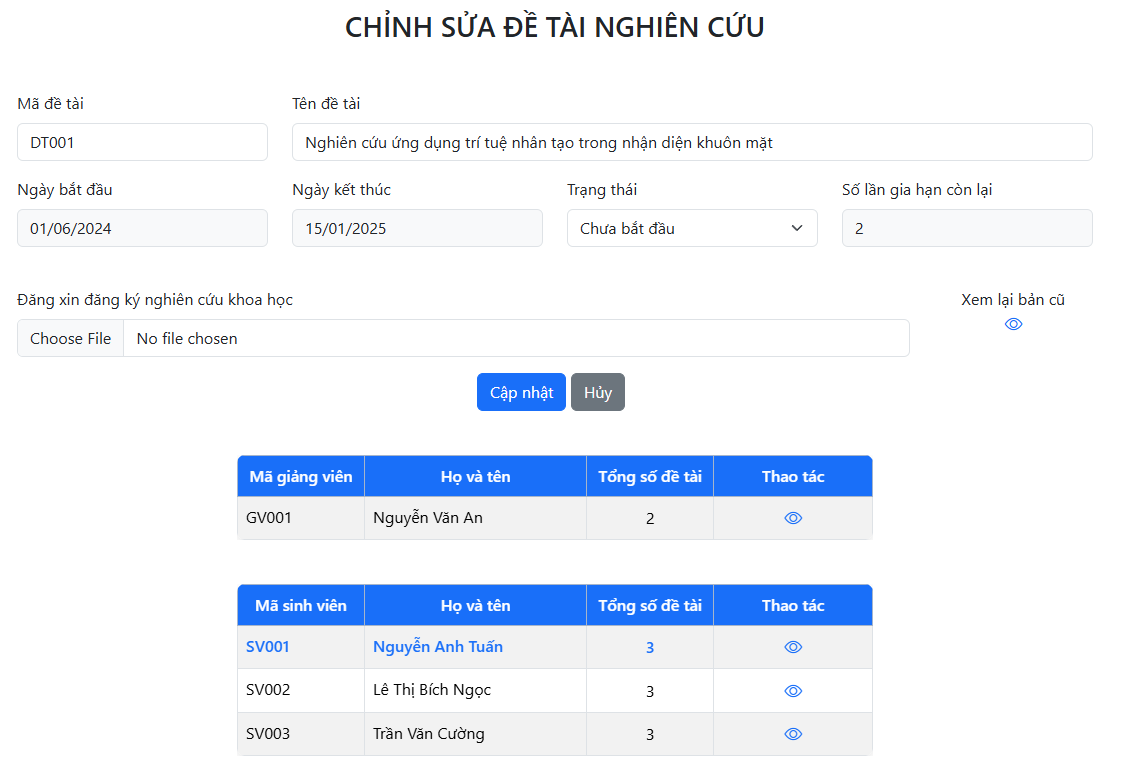 CHỈNH SỬA ĐỀ TÀI NGHIÊN CỨU
Mã đề tài Tên đề tài
DT001 Nghiên cứu ứng dụng trí tuệ nhân tạo trong nhận diện khuôn mặt
Ngày bắt đầu Ngày kết thúc Trạng thái Số lần gia hạn còn lại
01/06/2024 15/01/2025 Chưa bắt đầu 2
Đăng xin đăng ký nghiên cứu khoa học Xem lại bản cũ
Choose File No file chosen
Cập nhật Hủy
Mã giảng viên Họ và tên Tổng số đề tài Thao tác
GV001 Nguyễn Văn An 2
Mã sinh viên Họ và tên Tổng số đề tài Thao tác
SV001 Nguyễn Anh Tuấn 3
SV002 Lê Thị Bích Ngọc 3
SV003 Trần Văn Cường 3